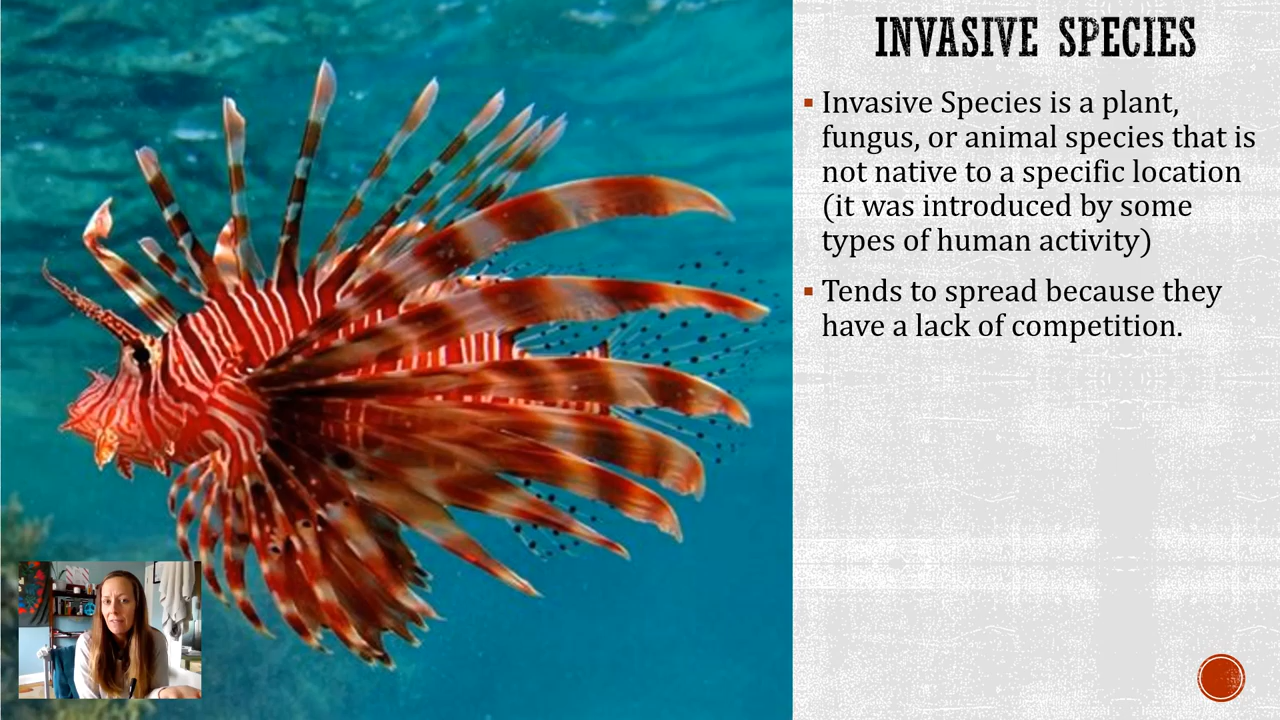 INVASIVE SPECIES
Invasive Species is a plant,
fungus, or animal species that is
not native to a specific location
(it was introduced by some
types of human activity)
Tends to spread because they
have a lack of competition.